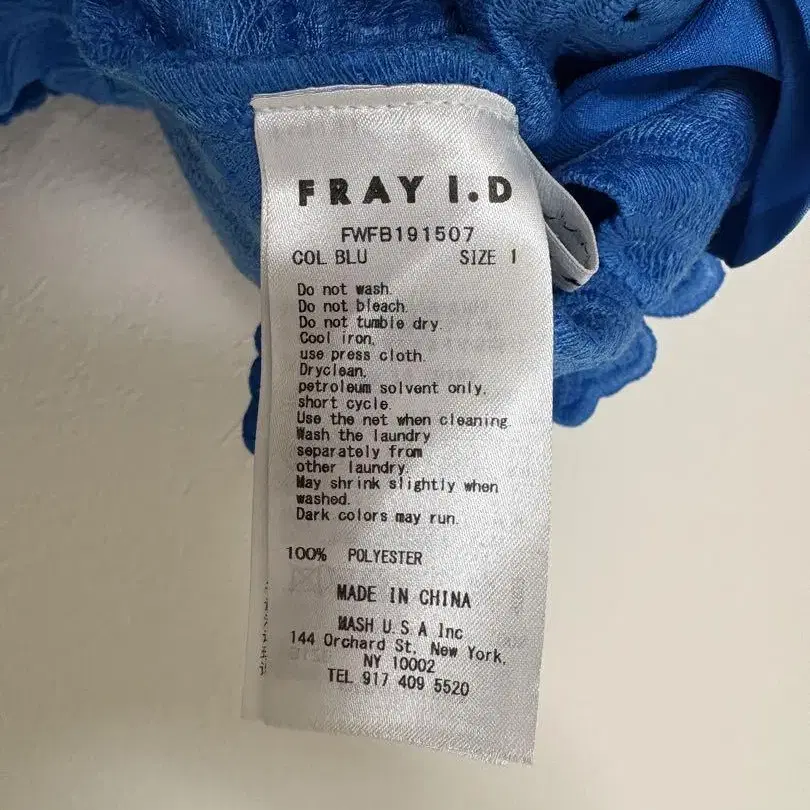 FRAY I.D
FWFB191507
COL BLU SIZE 1
Do not wash.
Do not bleach.
Do not tumble dry.
Cool iron,
use press cloth.
Dryclean,
petroleum solvent only,
short cycle.
Use the net when cleaning.
Wash the laundry
separately from
other laundry.
May shrink slightly when
washed.
Dark colors may run.
100% POLYESTER
MADE IN CHINA
MASH U.S.A Inc
144 Orchard St, New York,
NY 10002
TEL 917 409 5520